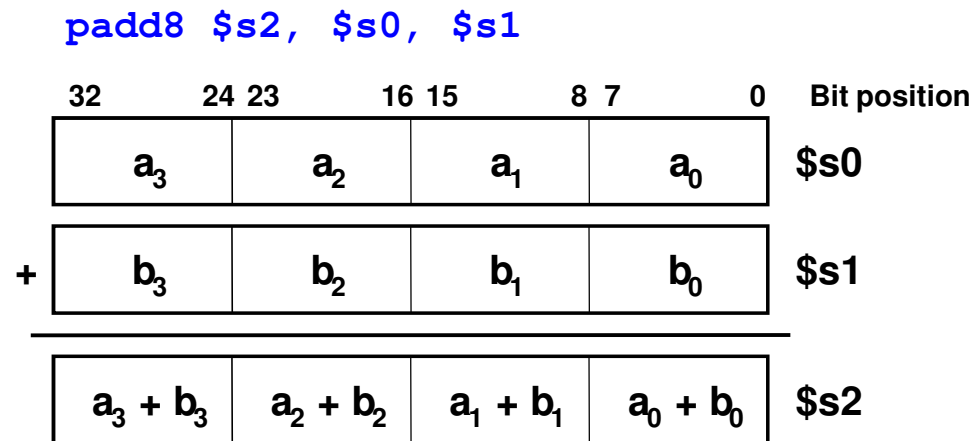 padd8 $s2, $s0, $s1
32 24 23 16 15 8 7 0 Bit position
a₃ a₂ a₁ a₀ $s0
+ b₃ b₂ b₁ b₀ $s1
a₃ + b₃ a₂ + b₂ a₁ + b₁ a₀ + b₀ $s2